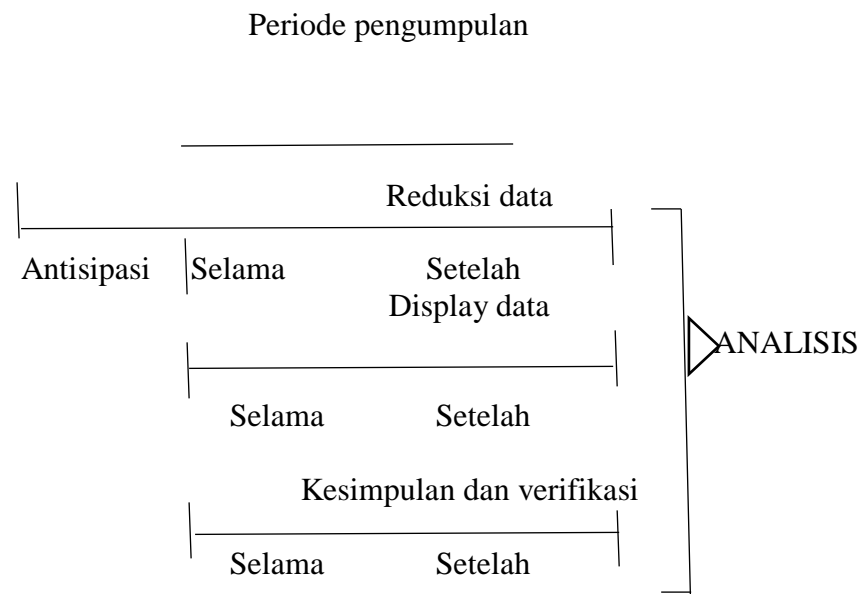 Periode pengumpulan
Reduksi data
Antisipasi Selama Setelah
Display data
ANALISIS
Selama Setelah
Kesimpulan dan verifikasi
Selama Setelah